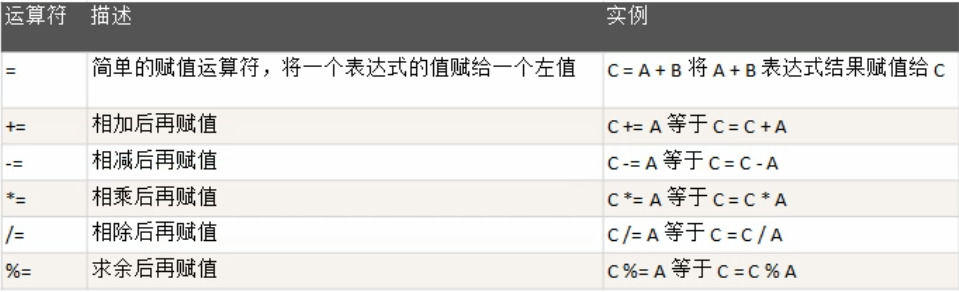 运算符 描述 实例
= 简单的赋值运算符，将一个表达式的值赋给一个左值 C = A + B 将 A + B 表达式结果赋值给 C
+= 相加后再赋值 C += A 等于 C = C + A
-= 相减后再赋值 C -= A 等于 C = C - A
*= 相乘后再赋值 C *= A 等于 C = C * A
/= 相除后再赋值 C /= A 等于 C = C / A
%= 求余后再赋值 C %= A 等于 C = C % A